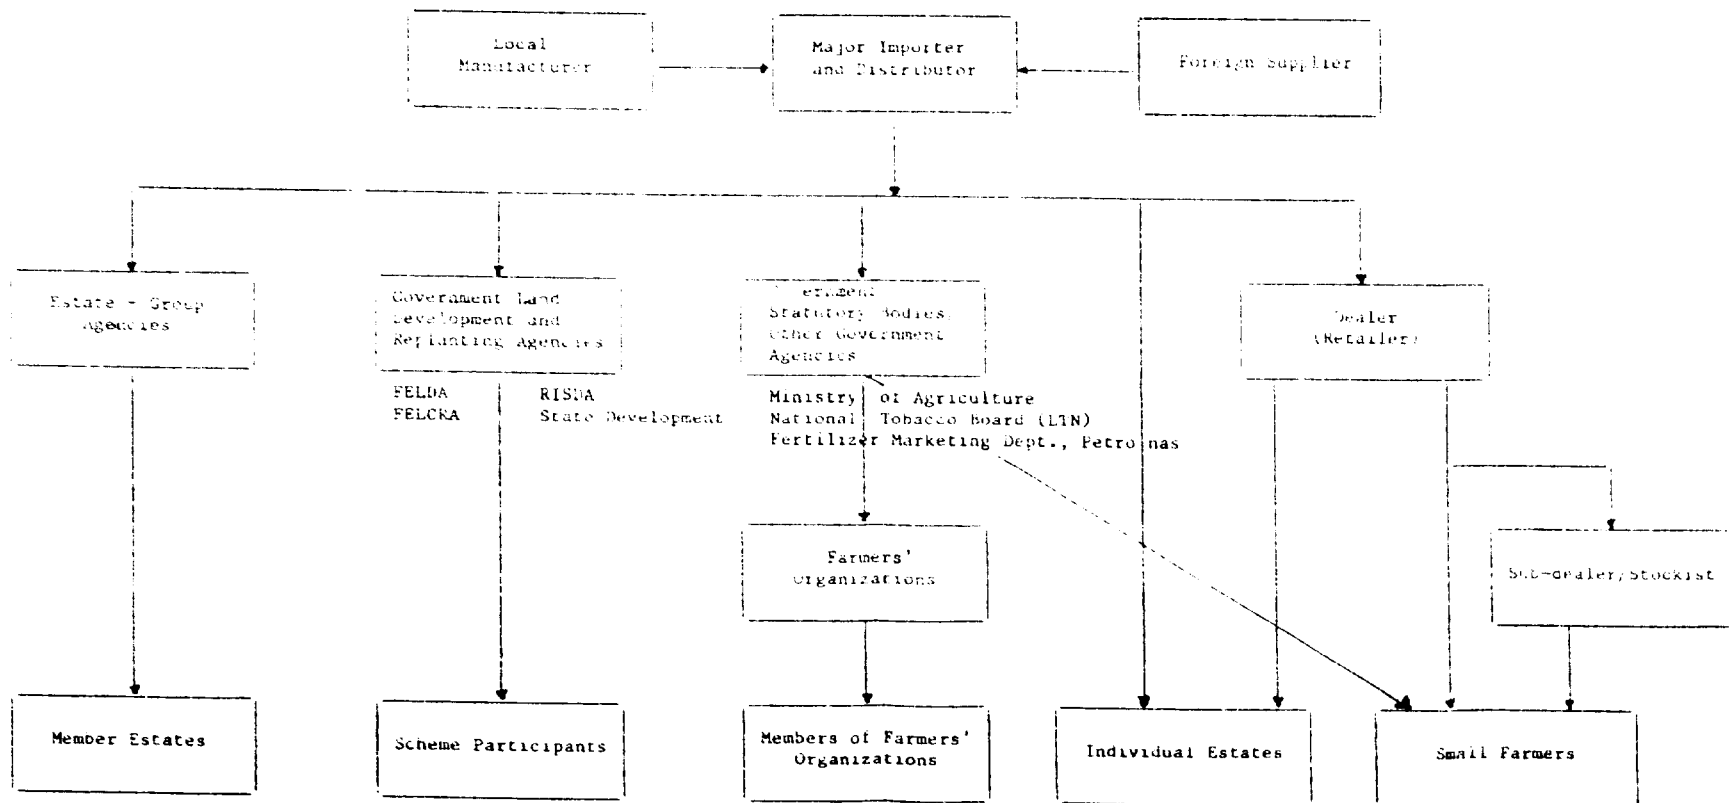 Local
Manufacturer
Major Importer
and Distributor
Foreign Supplier
Estate - Group
Agencies
Government Land
Development and
Replanting Agencies
FELDA RISDA
FELCRA State Development
Statutory Bodies,
Other Government
Agencies
Ministry of Agriculture
National Tobacco Board (LTN)
Fertilizer Marketing Dept., Petronas
Dealer
(Retailer)
Farmers'
Organizations
Sub-dealer/Stockist
Member Estates
Scheme Participants
Members of Farmers'
Organizations
Individual Estates
Small Farmers